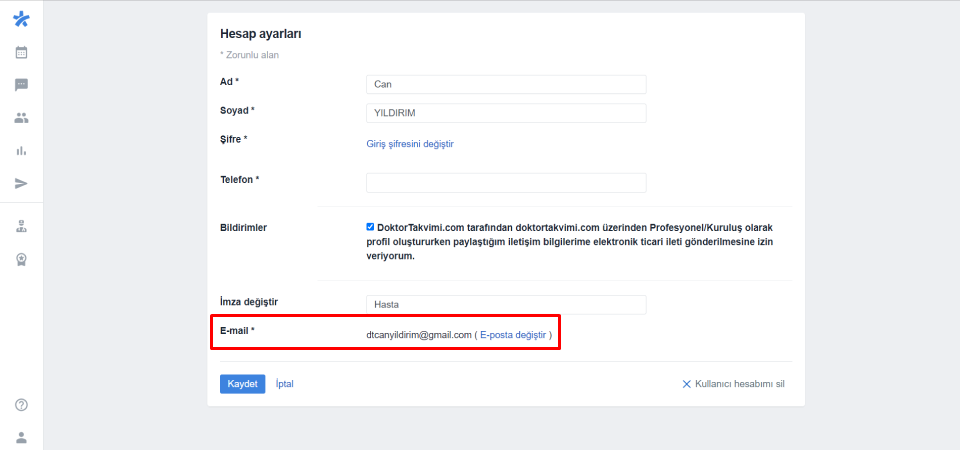 Hesap ayarları
* Zorunlu alan
Ad *
Can
Soyad *
YILDIRIM
Şifre *
Giriş şifresini değiştir
Telefon *
Bildirimler
DoktorTakvimi.com tarafından doktortakvimi.com üzerinden Profesyonel/Kuruluş olarak
profil oluştururken paylaştığım iletişim bilgilerime elektronik ticari ileti gönderilmesine izin
veriyorum.
İmza değiştir
Hasta
E-mail *
dtcanyildirim@gmail.com ( E-posta değiştir )
Kaydet
İptal
Kullanıcı hesabımı sil